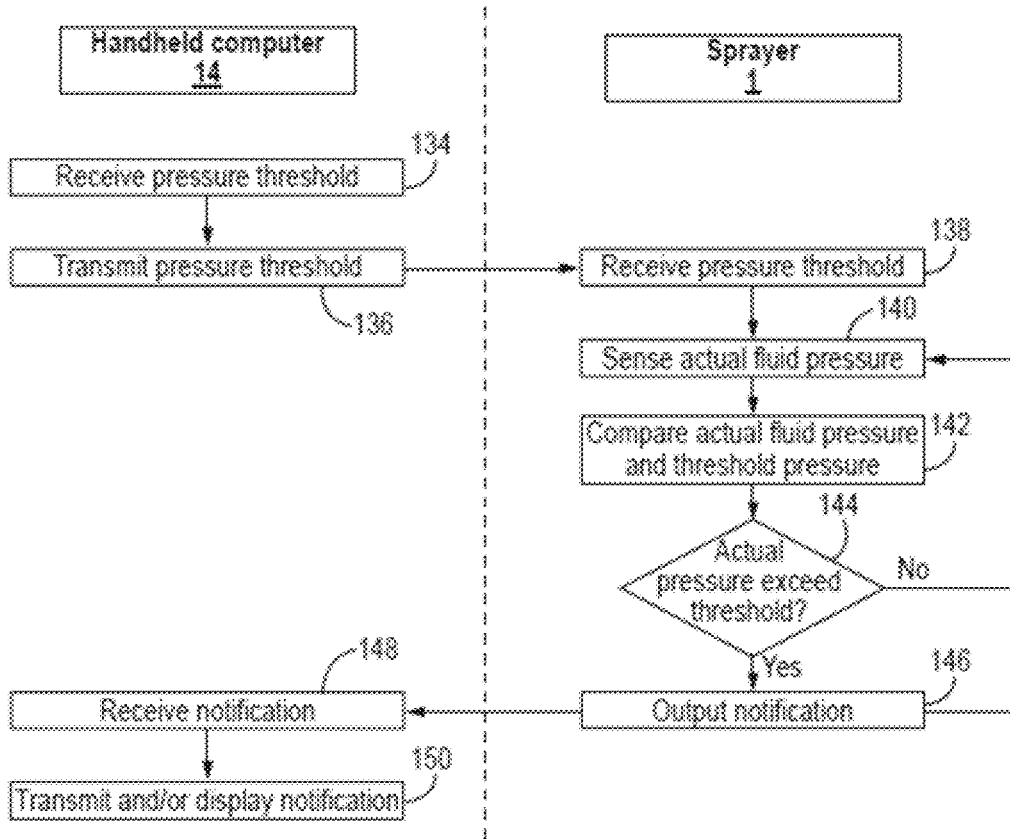 Handheld computer
14
Sprayer
1
Receive pressure threshold
134
Transmit pressure threshold
136
Receive pressure threshold
138
Sense actual fluid pressure
140
Compare actual fluid pressure
and threshold pressure
142
Actual
pressure exceed
threshold?
144
No
Yes
Output notification
146
Receive notification
148
Transmit and/or display notification
150